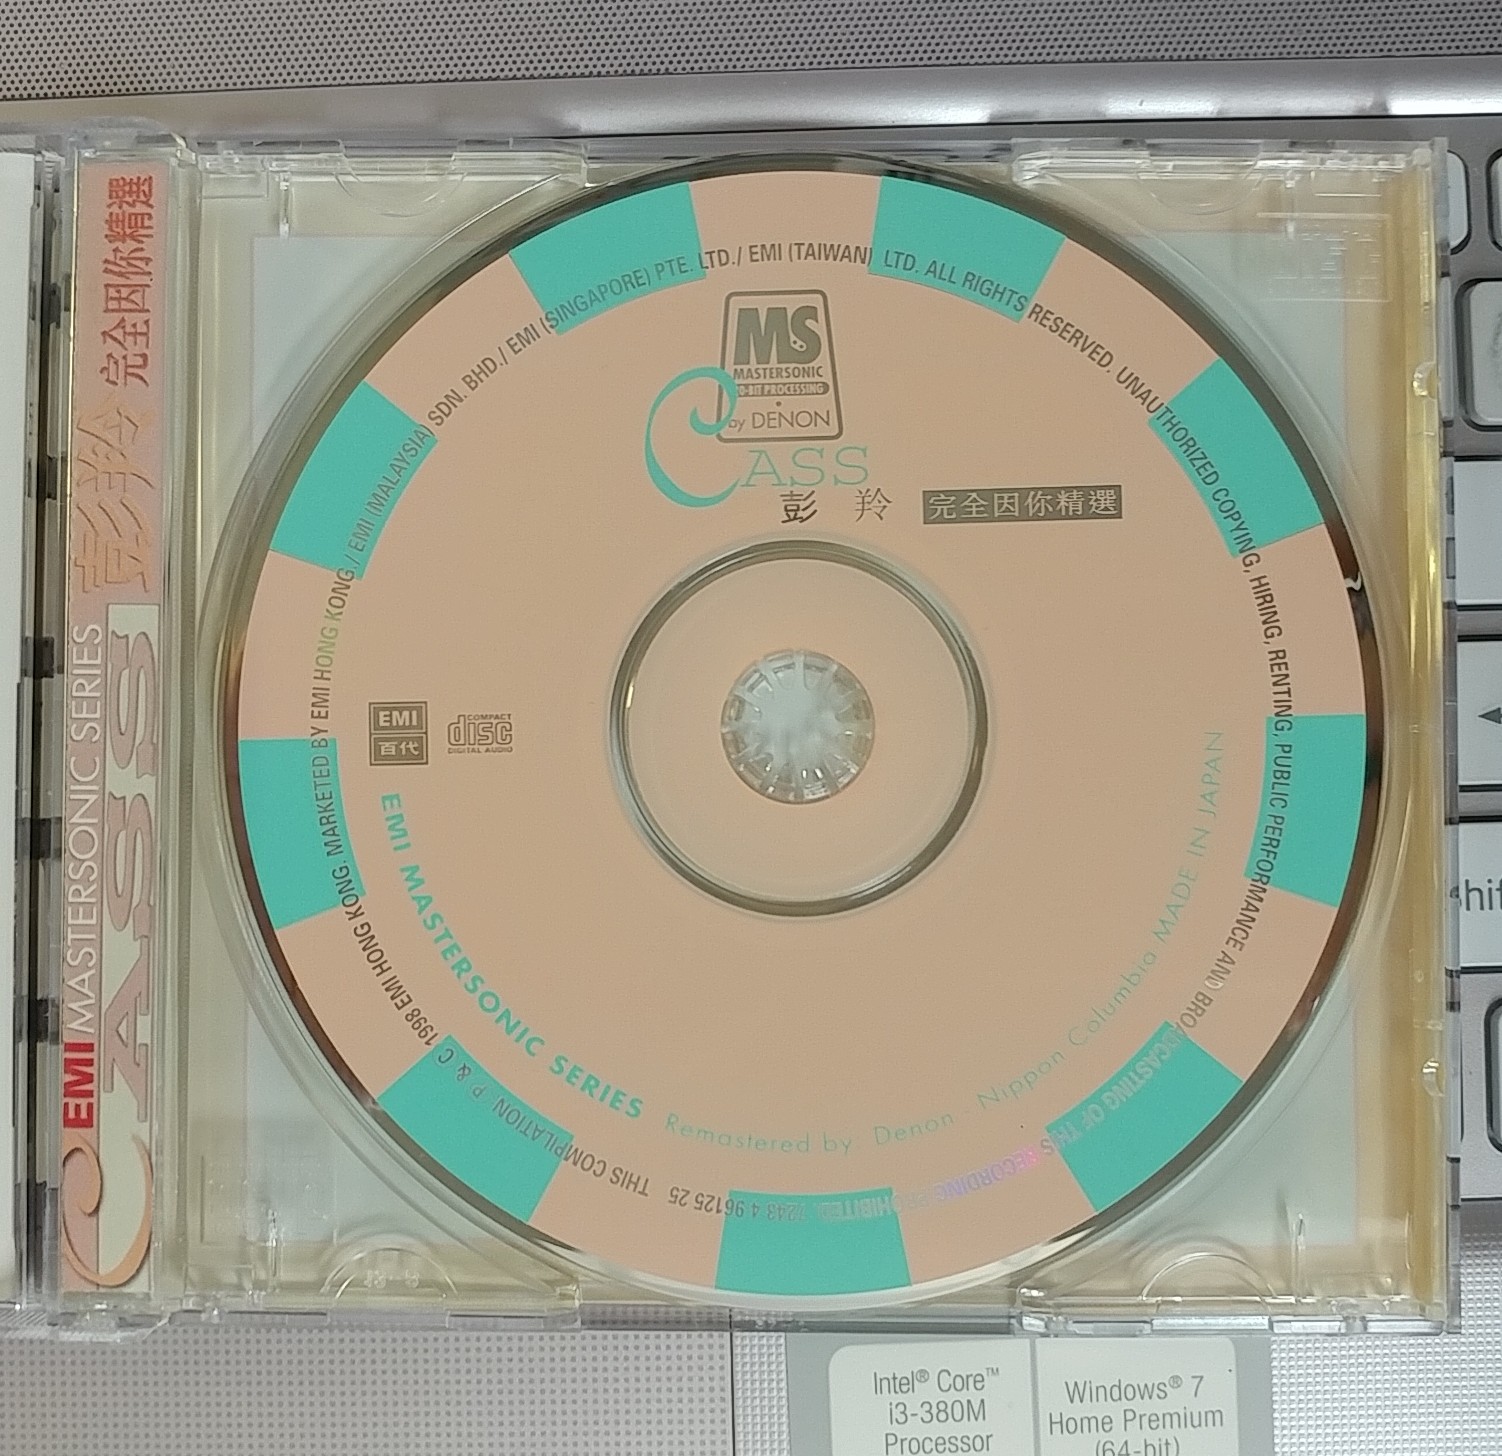 EMI MASTERSONIC SERIES
CASS 彭羚 完全因你精選
MS
MASTERSONIC
20-BIT PROCESSING
by DENON
CASS
彭 羚 完全因你精選
EMI
百代
COMPACT
disc
DIGITAL AUDIO
EMI MASTERSONIC SERIES Remastered by Denon - Nippon Columbia MADE IN JAPAN
THIS COMPILATION P & C 1998 EMI HONG KONG. MARKETED BY EMI HONG KONG./ EMI (MALAYSIA) SDN. BHD./ EMI (SINGAPORE) PTE. LTD./ EMI (TAIWAN) LTD. ALL RIGHTS RESERVED. UNAUTHORIZED COPYING, HIRING, RENTING, PUBLIC PERFORMANCE AND BROADCASTING OF THIS RECORDING PROHIBITED 7243 4 96125 25
shift
Intel® Core™
i3-380M
Processor
Windows® 7
Home Premium
(64-bit)